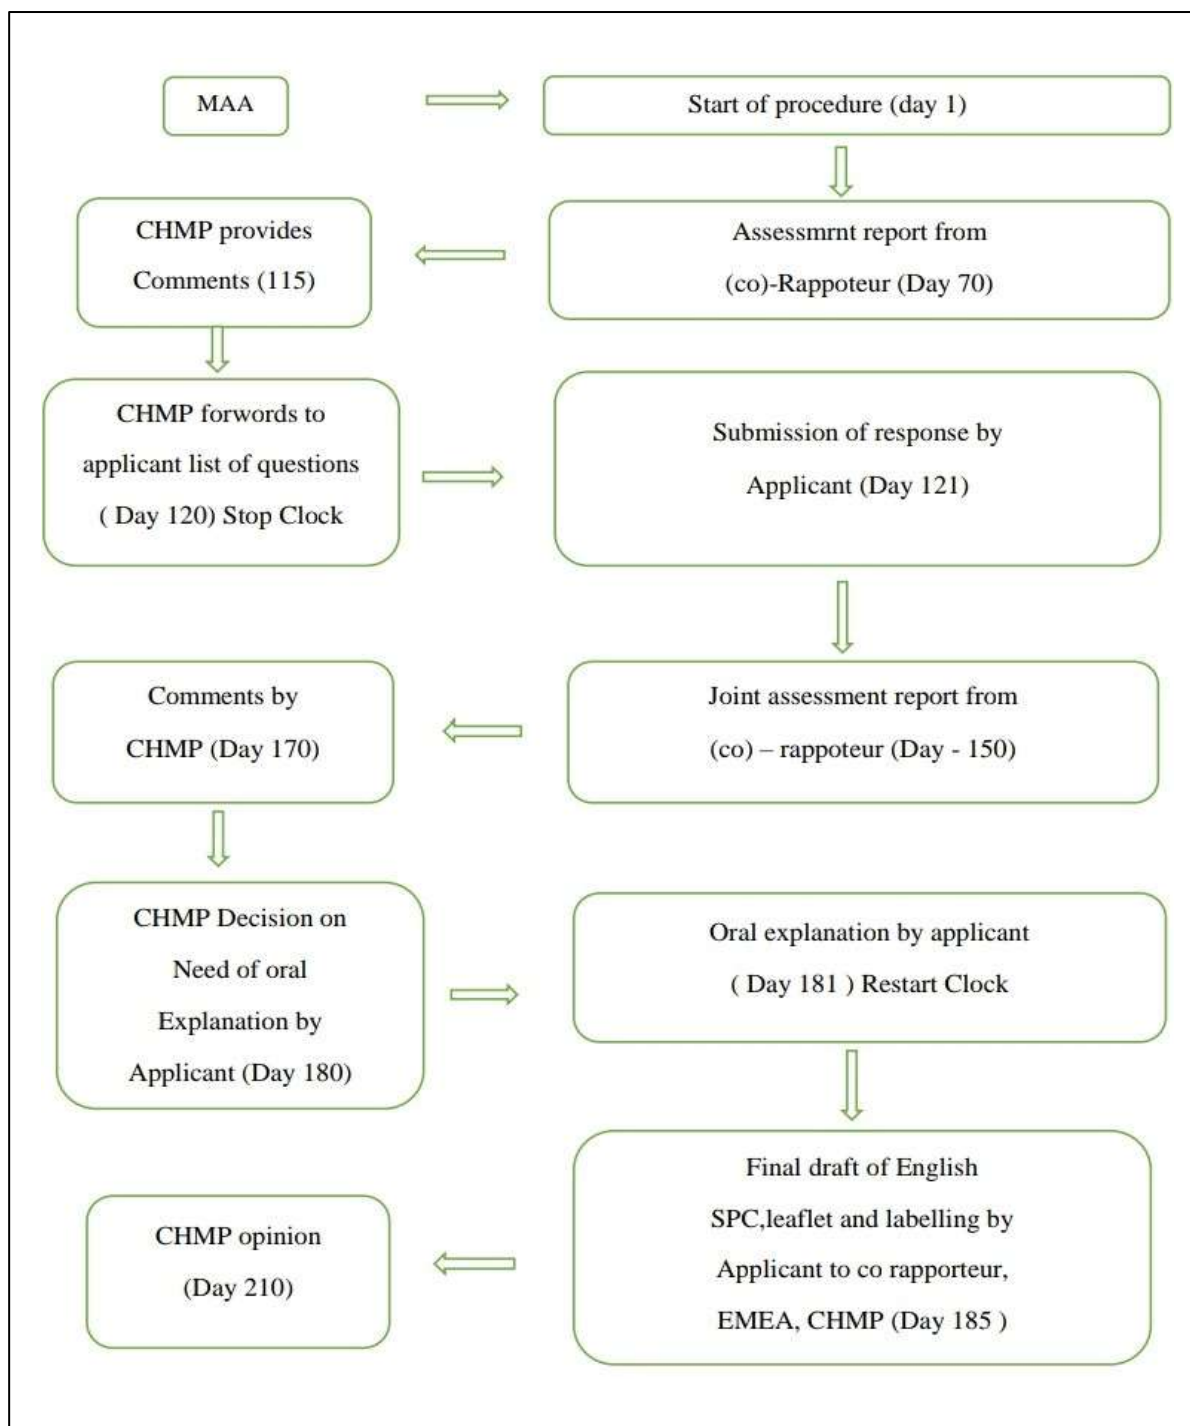 MAA
Start of procedure (day 1)
Assessmrnt report from
(co)-Rappoteur (Day 70)
CHMP provides
Comments (115)
CHMP forwords to
applicant list of questions
( Day 120) Stop Clock
Submission of response by
Applicant (Day 121)
Joint assessment report from
(co) – rappoteur (Day - 150)
Comments by
CHMP (Day 170)
CHMP Decision on
Need of oral
Explanation by
Applicant (Day 180)
Oral explanation by applicant
( Day 181 ) Restart Clock
Final draft of English
SPC,leaflet and labelling by
Applicant to co rapporteur,
EMEA, CHMP (Day 185 )
CHMP opinion
(Day 210)